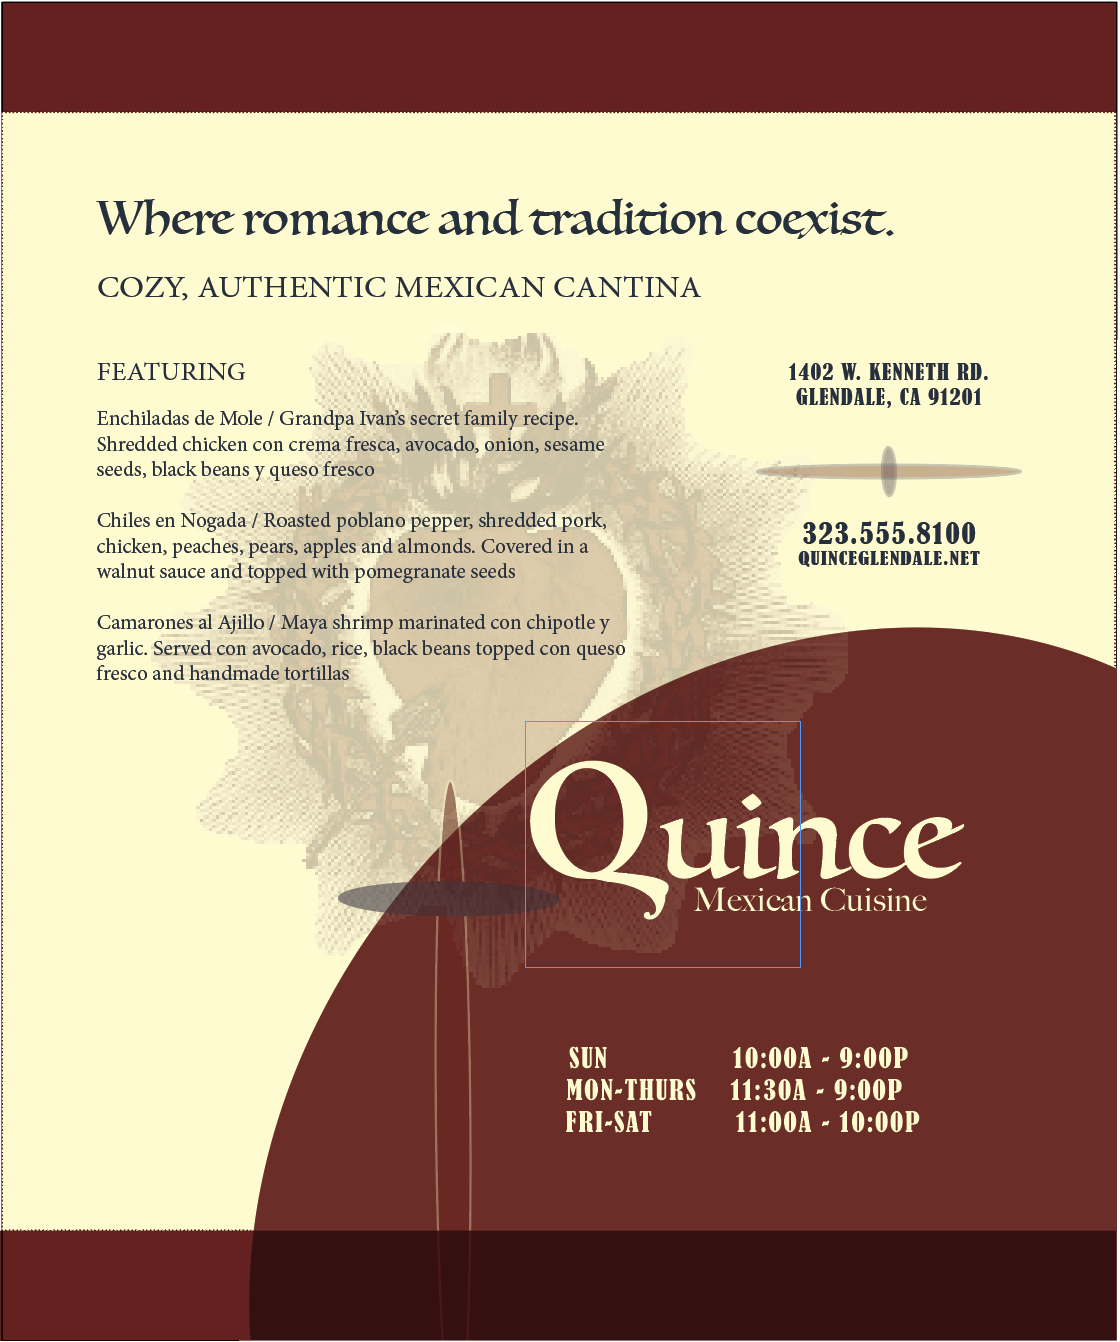 Where romance and tradition coexist.
COZY, AUTHENTIC MEXICAN CANTINA
FEATURING
Enchiladas de Mole / Grandpa Ivan's secret family recipe.
Shredded chicken con crema fresca, avocado, onion, sesame
seeds, black beans y queso fresco
Chiles en Nogada / Roasted poblano pepper, shredded pork,
chicken, peaches, pears, apples and almonds. Covered in a
walnut sauce and topped with pomegranate seeds
Camarones al Ajillo / Maya shrimp marinated con chipotle y
garlic. Served con avocado, rice, black beans topped con queso
fresco and handmade tortillas
1402 W. KENNETH RD.
GLENDALE, CA 91201
323.555.8100
QUINCEGLENDALE.NET
Quince
Mexican Cuisine
SUN 10:00A - 9:00P
MON-THURS 11:30A - 9:00P
FRI-SAT 11:00A - 10:00P